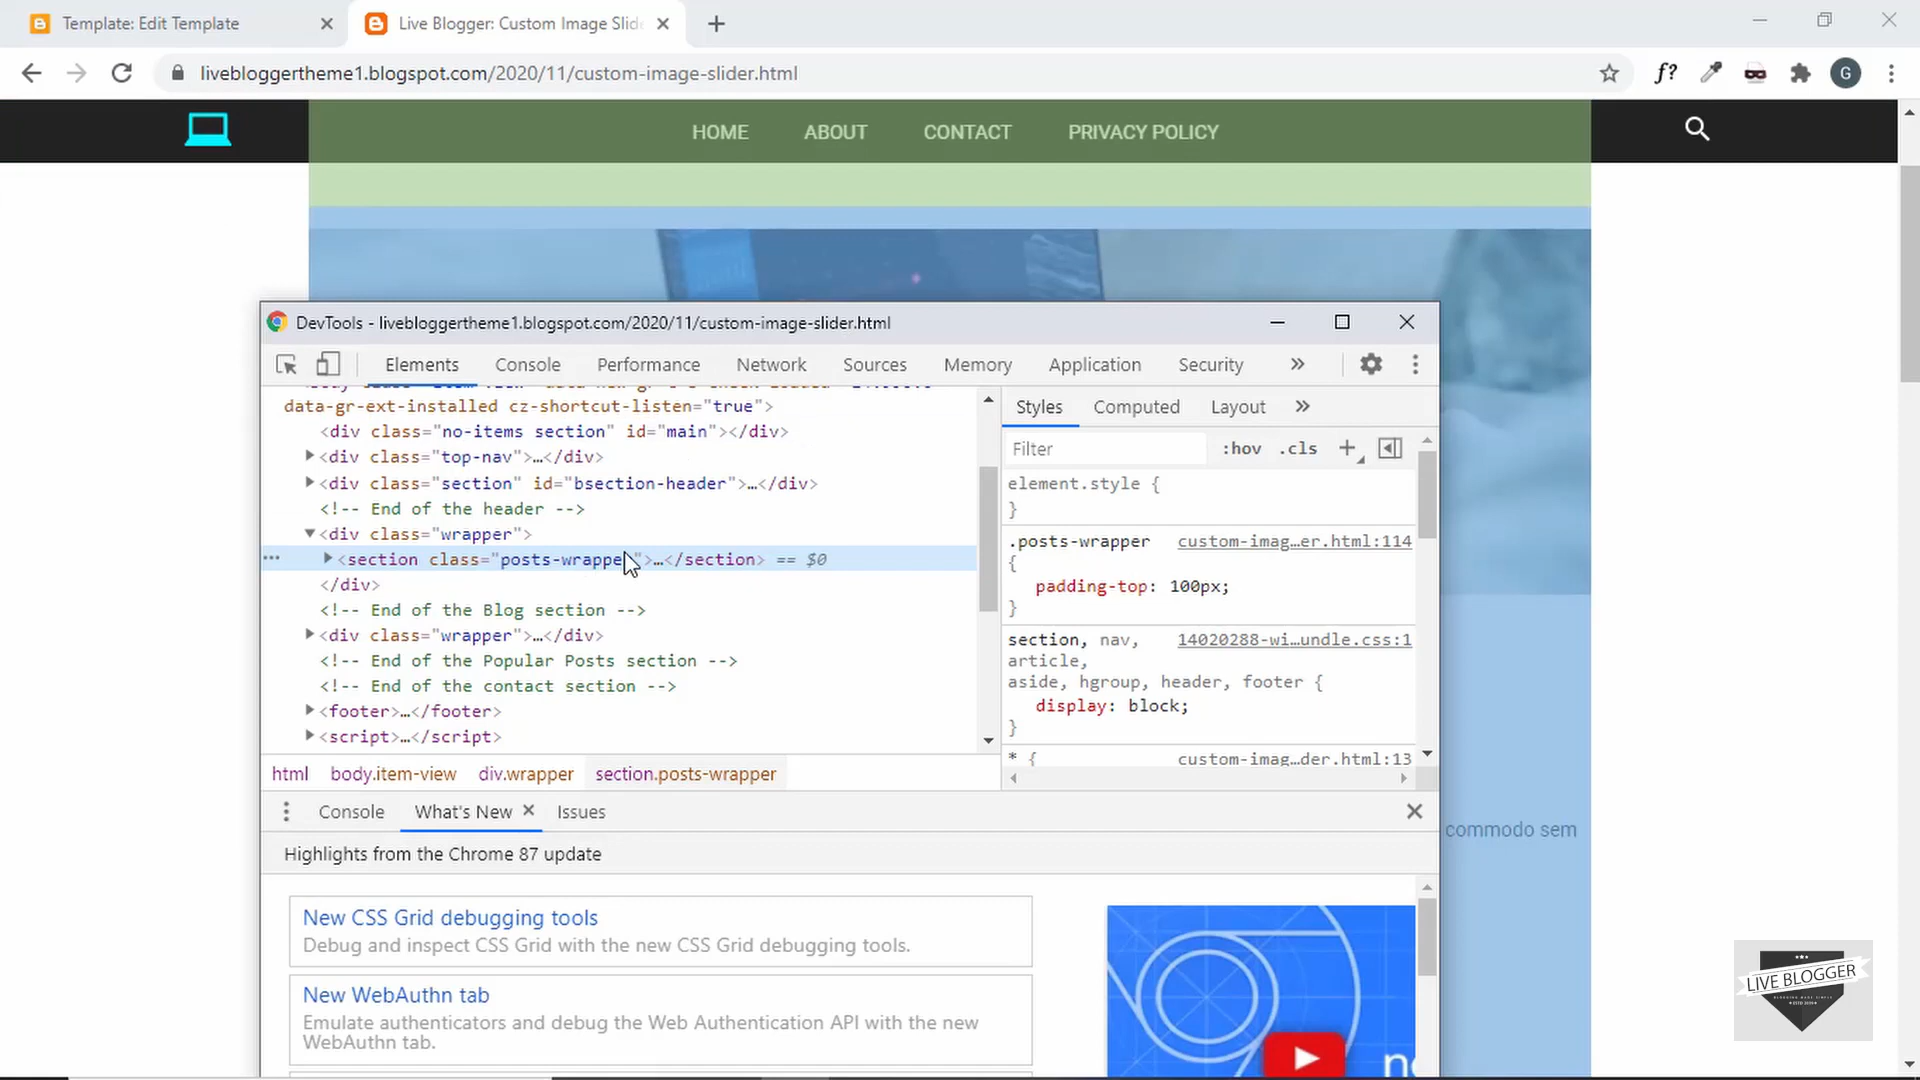 Template: Edit Template
Live Blogger: Custom Image Slid
livebloggertheme1.blogspot.com/2020/11/custom-image-slider.html
f?
G
HOME ABOUT CONTACT PRIVACY POLICY
DevTools - livebloggertheme1.blogspot.com/2020/11/custom-image-slider.html
Elements Console Performance Network Sources Memory Application Security »
data-gr-ext-installed cz-shortcut-listen="true">
<div class="no-items section" id="main"></div>
<div class="top-nav">…</div>
<div class="section" id="bsection-header">…</div>
<!-- End of the header -->
<div class="wrapper">
<section class="posts-wrapper">…</section> == $0
</div>
<!-- End of the Blog section -->
<div class="wrapper">…</div>
<!-- End of the Popular Posts section -->
<!-- End of the contact section -->
<footer>…</footer>
<script>…</script>
html body.item-view div.wrapper section.posts-wrapper
Styles Computed Layout »
Filter :hov .cls +
element.style {
}
.posts-wrapper custom-imag…er.html:114
{
padding-top: 100px;
}
section, nav, 14020288-wi…undle.css:1
article,
aside, hgroup, header, footer {
display: block;
}
* { custom-imag…der.html:13
Console What's New Issues
Highlights from the Chrome 87 update
New CSS Grid debugging tools
Debug and inspect CSS Grid with the new CSS Grid debugging tools.
New WebAuthn tab
Emulate authenticators and debug the Web Authentication API with the new
WebAuthn tab.
commodo sem
LIVE BLOGGER